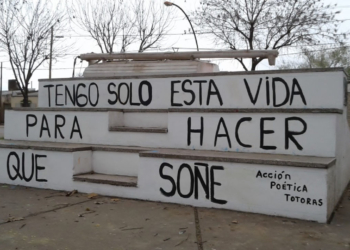 TENGO SOLO ESTA VIDA
PARA HACER
QUE SOÑE
ACCIÓN
POÉTICA
TOTORAS